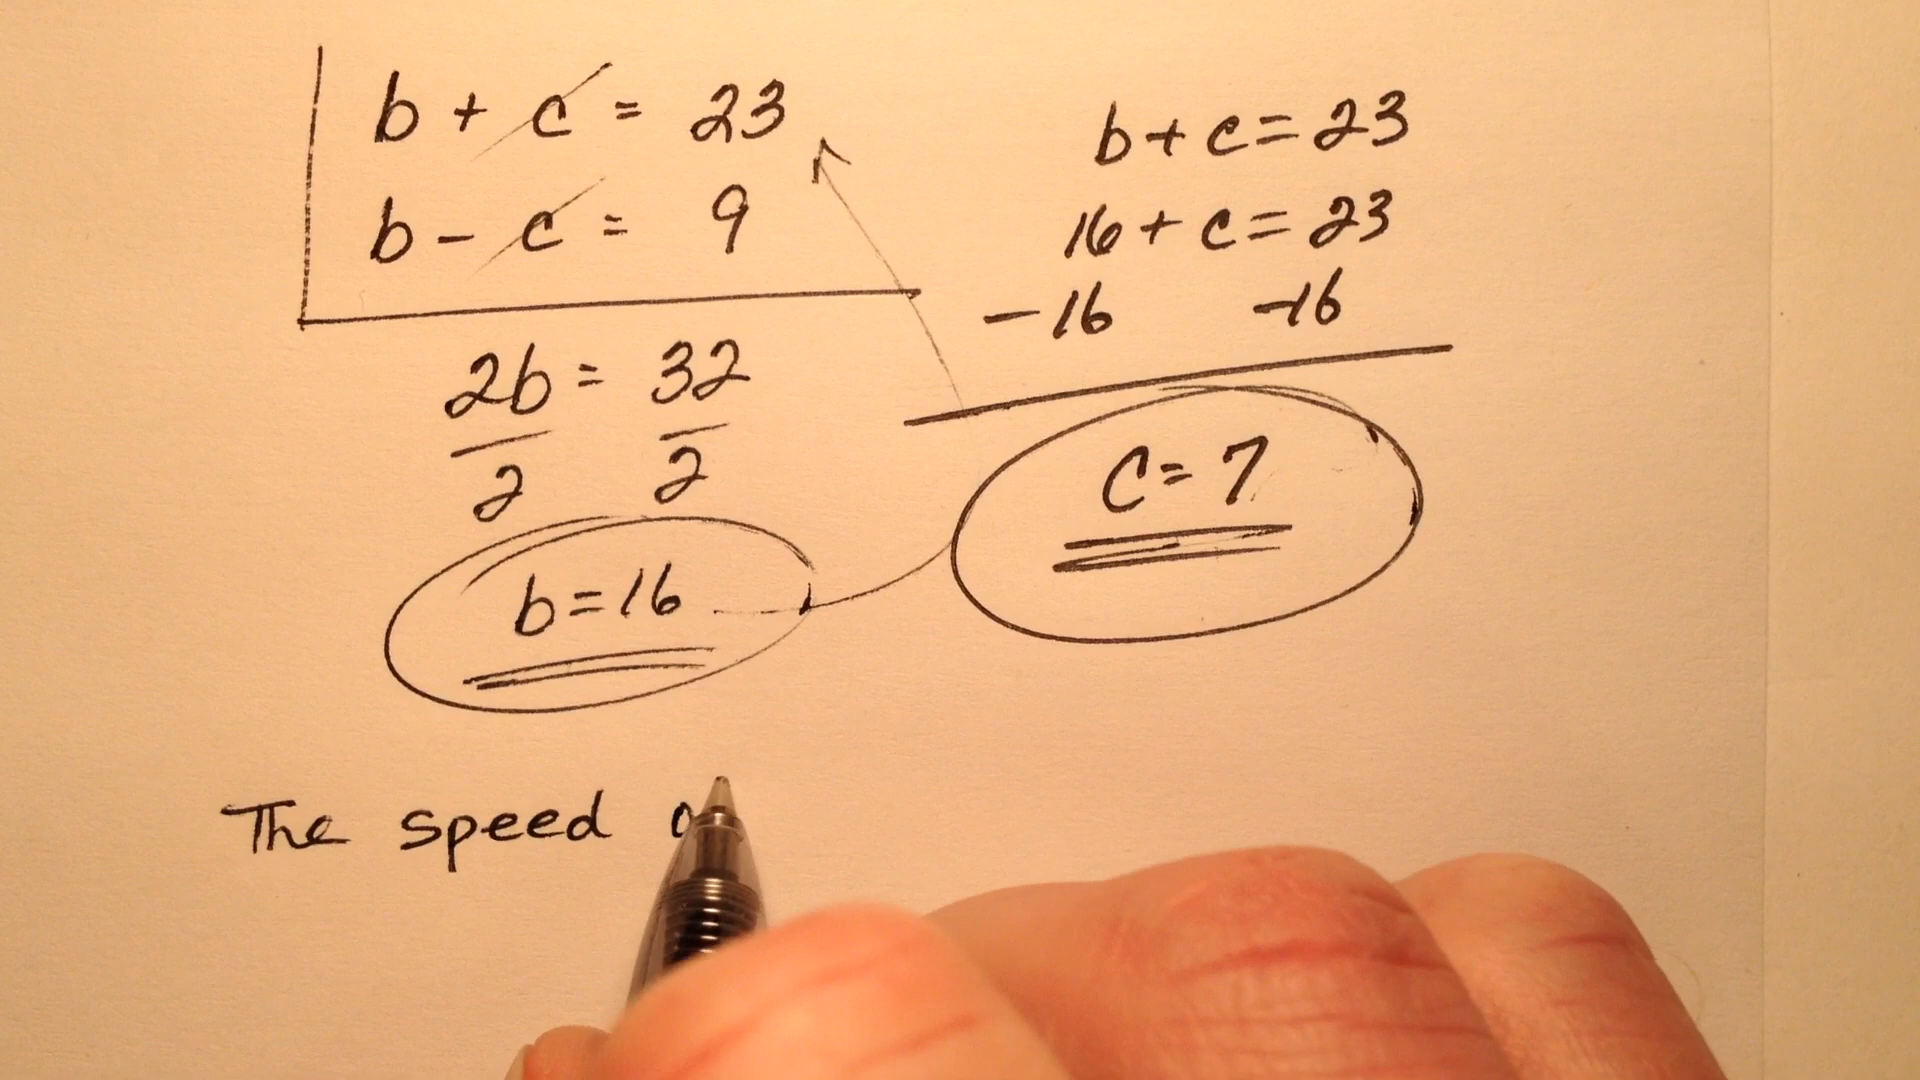 b + c = 23
b - c = 9
2b = 32
2 2
b=16
b+c=23
16+c=23
-16 -16
c=7
The speed